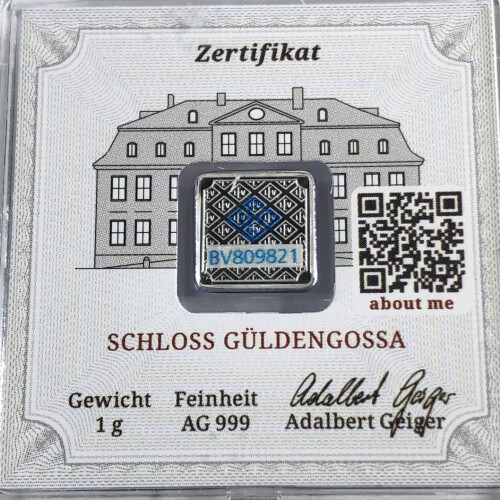 Zertifikat
BV809821
about me
SCHLOSS GÜLDENGOSSA
Gewicht Feinheit Adalbert Geiger
1 g AG 999 Adalbert Geiger